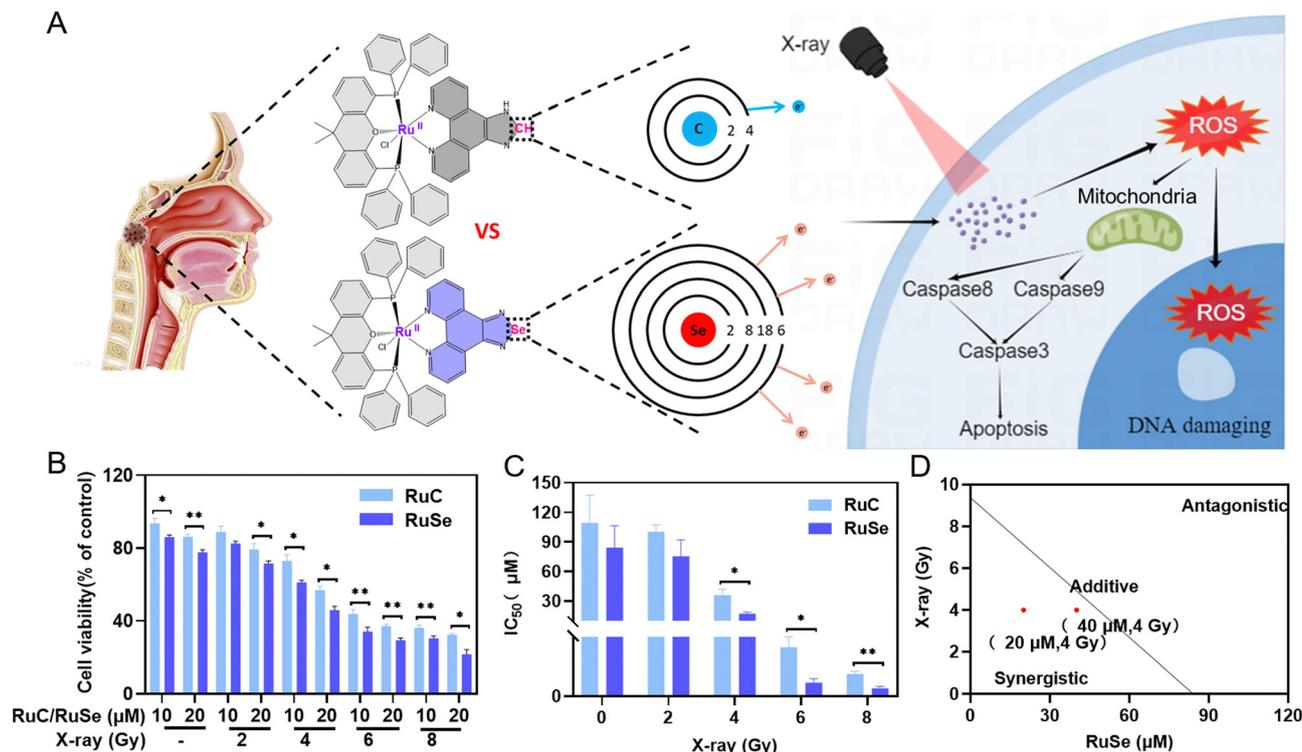 A
X-ray
P
N
H
N
O
Ru II
CH
Cl
N
N
P
VS
P
N
N
O
Ru II
Se
Cl
N
N
P
C 2 4
e-
e-
e-
Se 2 8 18 6
e-
e-
ROS
Mitochondria
Caspase8 Caspase9
ROS
Caspase3
Apoptosis
DNA damaging
B
Cell viability(% of control)
120
80
40
0
RuC
RuSe
* ** * * * ** ** ** *
RuC/RuSe (μM) 10 20 10 20 10 20 10 20 10 20
X-ray (Gy) - 2 4 6 8
C
IC50( μM)
150
120
90
60
30
0
RuC
RuSe
* * **
0 2 4 6 8
X-ray (Gy)
D
X-ray (Gy)
10
8
6
4
2
0
Antagonistic
Additive
( 40 μM,4 Gy)
( 20 μM,4 Gy)
Synergistic
0 30 60 90 120
RuSe (μM)